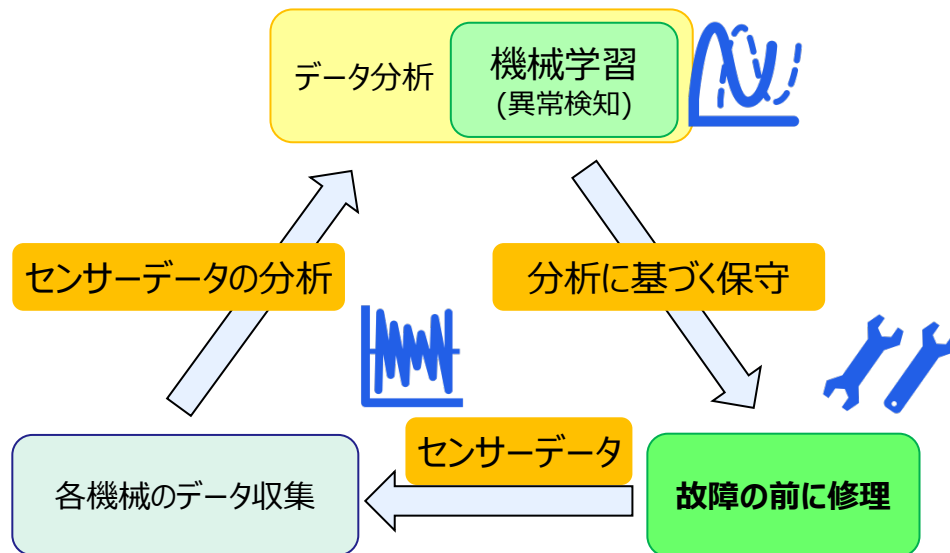 データ分析
機械学習
(異常検知)
センサーデータの分析
分析に基づく保守
センサーデータ
各機械のデータ収集
故障の前に修理